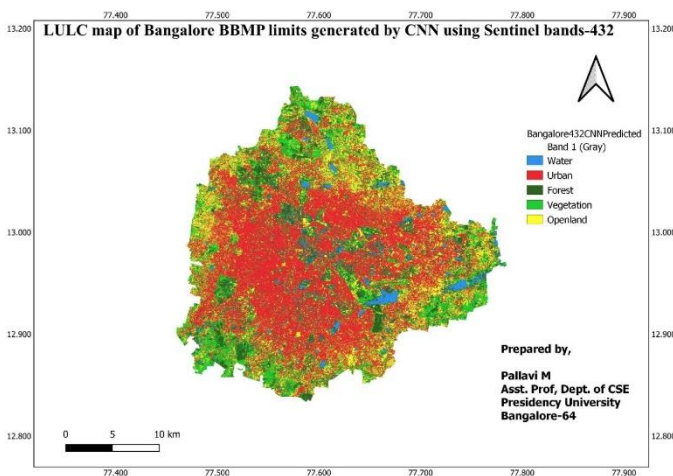 77.400 77.500 77.600 77.700 77.800 77.900
13.200 13.200
LULC map of Bangalore BBMP limits generated by CNN using Sentinel bands-432
13.100 13.100
Bangalore432CNNPredicted
Band 1 (Gray)
Water
Urban
Forest
Vegetation
Openland
13.000 13.000
12.900 12.900
Prepared by,
Pallavi M
Asst. Prof, Dept. of CSE
Presidency University
Bangalore-64
12.800 12.800
0 5 10 km
77.400 77.500 77.600 77.700 77.800 77.900